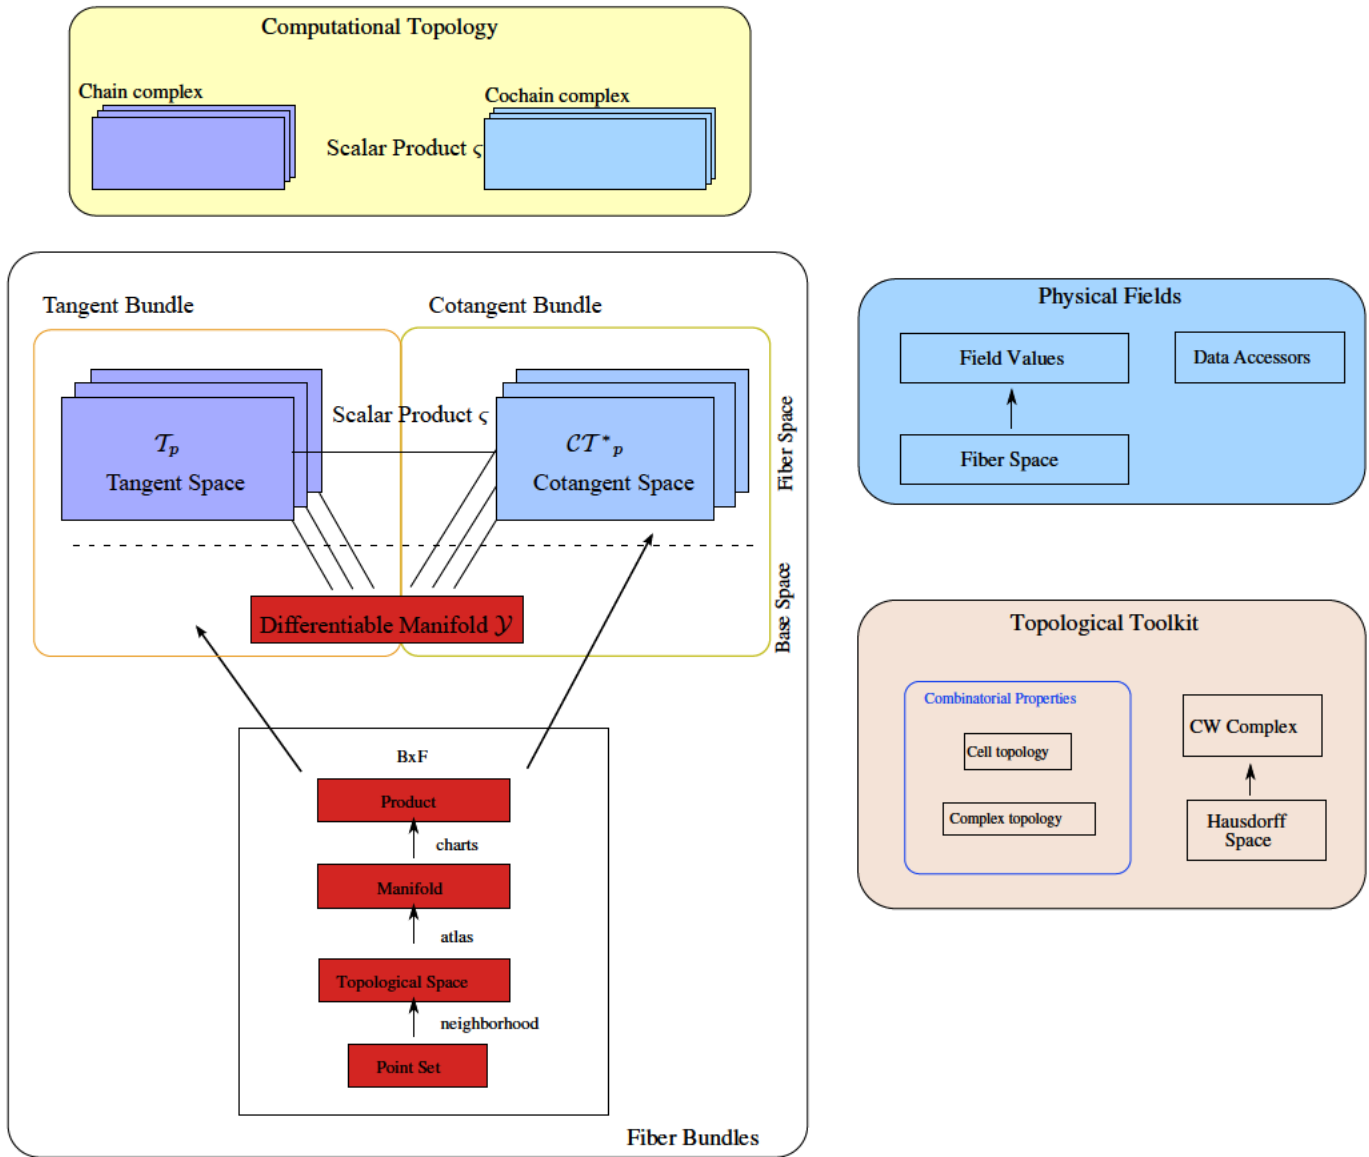 Computational Topology
Chain complex
Cochain complex
Scalar Product ς
Tangent Bundle
Cotangent Bundle
Scalar Product ς
𝒯p
Tangent Space
𝒞𝒯*p
Cotangent Space
Fiber Space
Base Space
Differentiable Manifold 𝒴
BxF
Product
charts
Manifold
atlas
Topological Space
neighborhood
Point Set
Fiber Bundles
Physical Fields
Field Values
Data Accessors
Fiber Space
Topological Toolkit
Combinatorial Properties
Cell topology
Complex topology
CW Complex
Hausdorff
Space